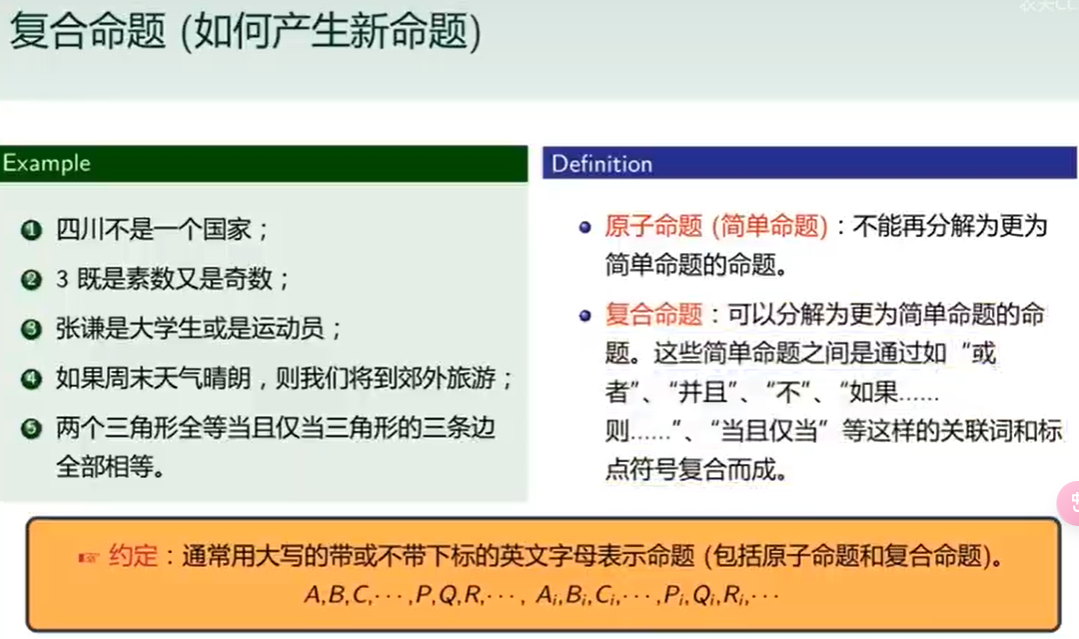 复合命题 (如何产生新命题)
Example
1 四川不是一个国家；
2 3 既是素数又是奇数；
3 张谦是大学生或是运动员；
4 如果周末天气晴朗，则我们将到郊外旅游；
5 两个三角形全等当且仅当三角形的三条边
全部相等。
Definition
• 原子命题 (简单命题)：不能再分解为更为
简单命题的命题。
• 复合命题：可以分解为更为简单命题的命
题。这些简单命题之间是通过如“或
者”、“并且”、“不”、“如果……
则……”、“当且仅当” 等这样的关联词和标
点符号复合而成。
☞ 约定：通常用大写的带或不带下标的英文字母表示命题 (包括原子命题和复合命题)。
A,B,C,⋯,P,Q,R,⋯, Aᵢ,Bᵢ,Cᵢ,⋯,Pᵢ,Qᵢ,Rᵢ,⋯